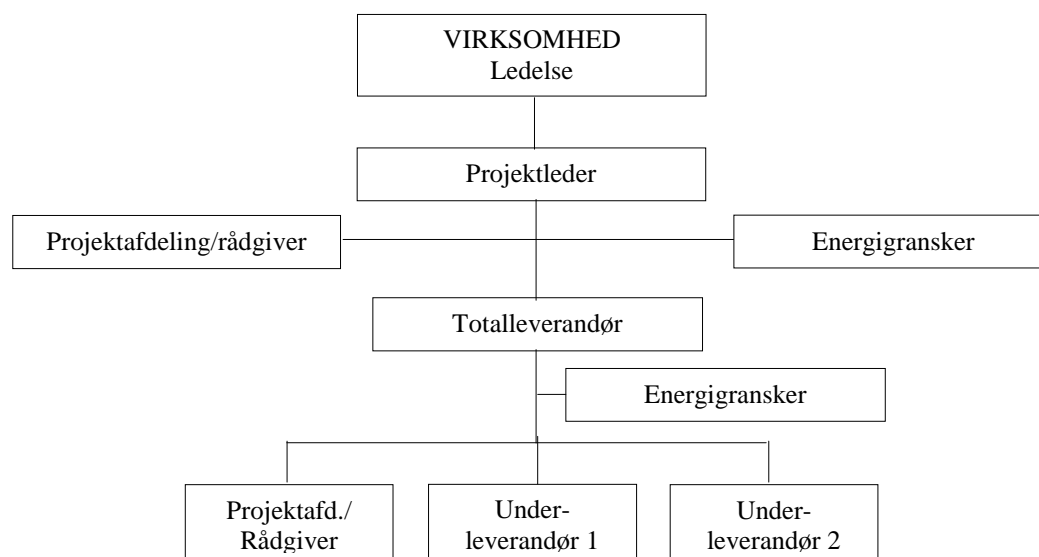 VIRKSOMHED
Ledelse
Projektleder
Projektafdeling/rådgiver
Energigransker
Totalleverandør
Energigransker
Projektafd./
Rådgiver
Under-
leverandør 1
Under-
leverandør 2